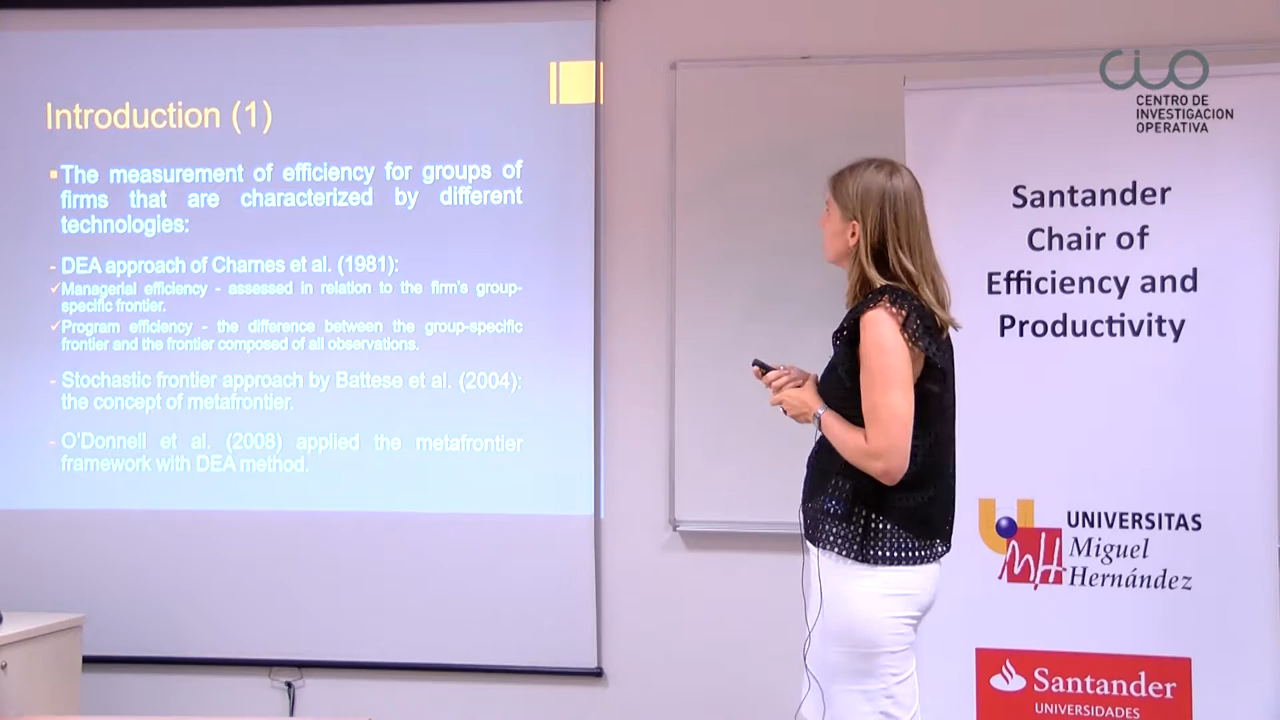 Introduction (1)
The measurement of efficiency for groups of
firms that are characterized by different
technologies:
- DEA approach of Charnes et al. (1981):
Managerial efficiency - assessed in relation to the firm's group-
specific frontier.
Program efficiency - the difference between the group-specific
frontier and the frontier composed of all observations.
- Stochastic frontier approach by Battese et al. (2004):
the concept of metafrontier.
- O'Donnell et al. (2008) applied the metafrontier
framework with DEA method.
CIO
CENTRO DE
INVESTIGACION
OPERATIVA
Santander
Chair of
Efficiency and
Productivity
UMH
UNIVERSITAS
Miguel
Hernández
Santander
UNIVERSIDADES